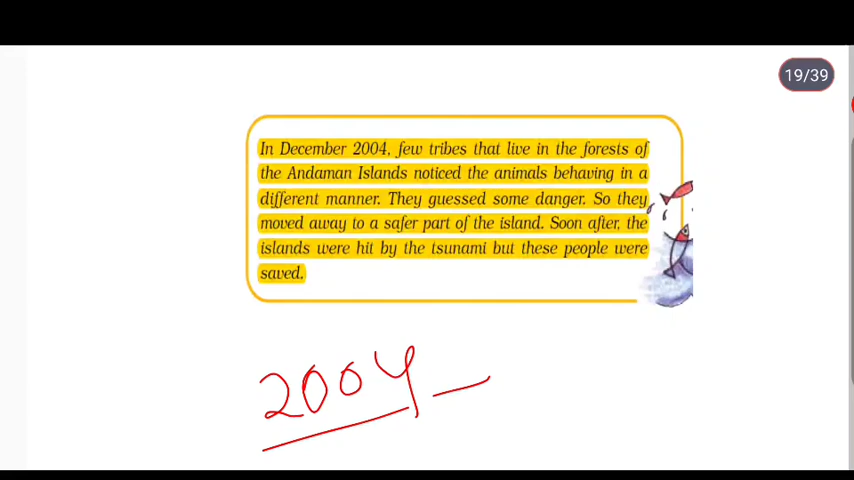 19/39
In December 2004, few tribes that live in the forests of
the Andaman Islands noticed the animals behaving in a
different manner. They guessed some danger. So they
moved away to a safer part of the island. Soon after, the
islands were hit by the tsunami but these people were
saved.
2004 —